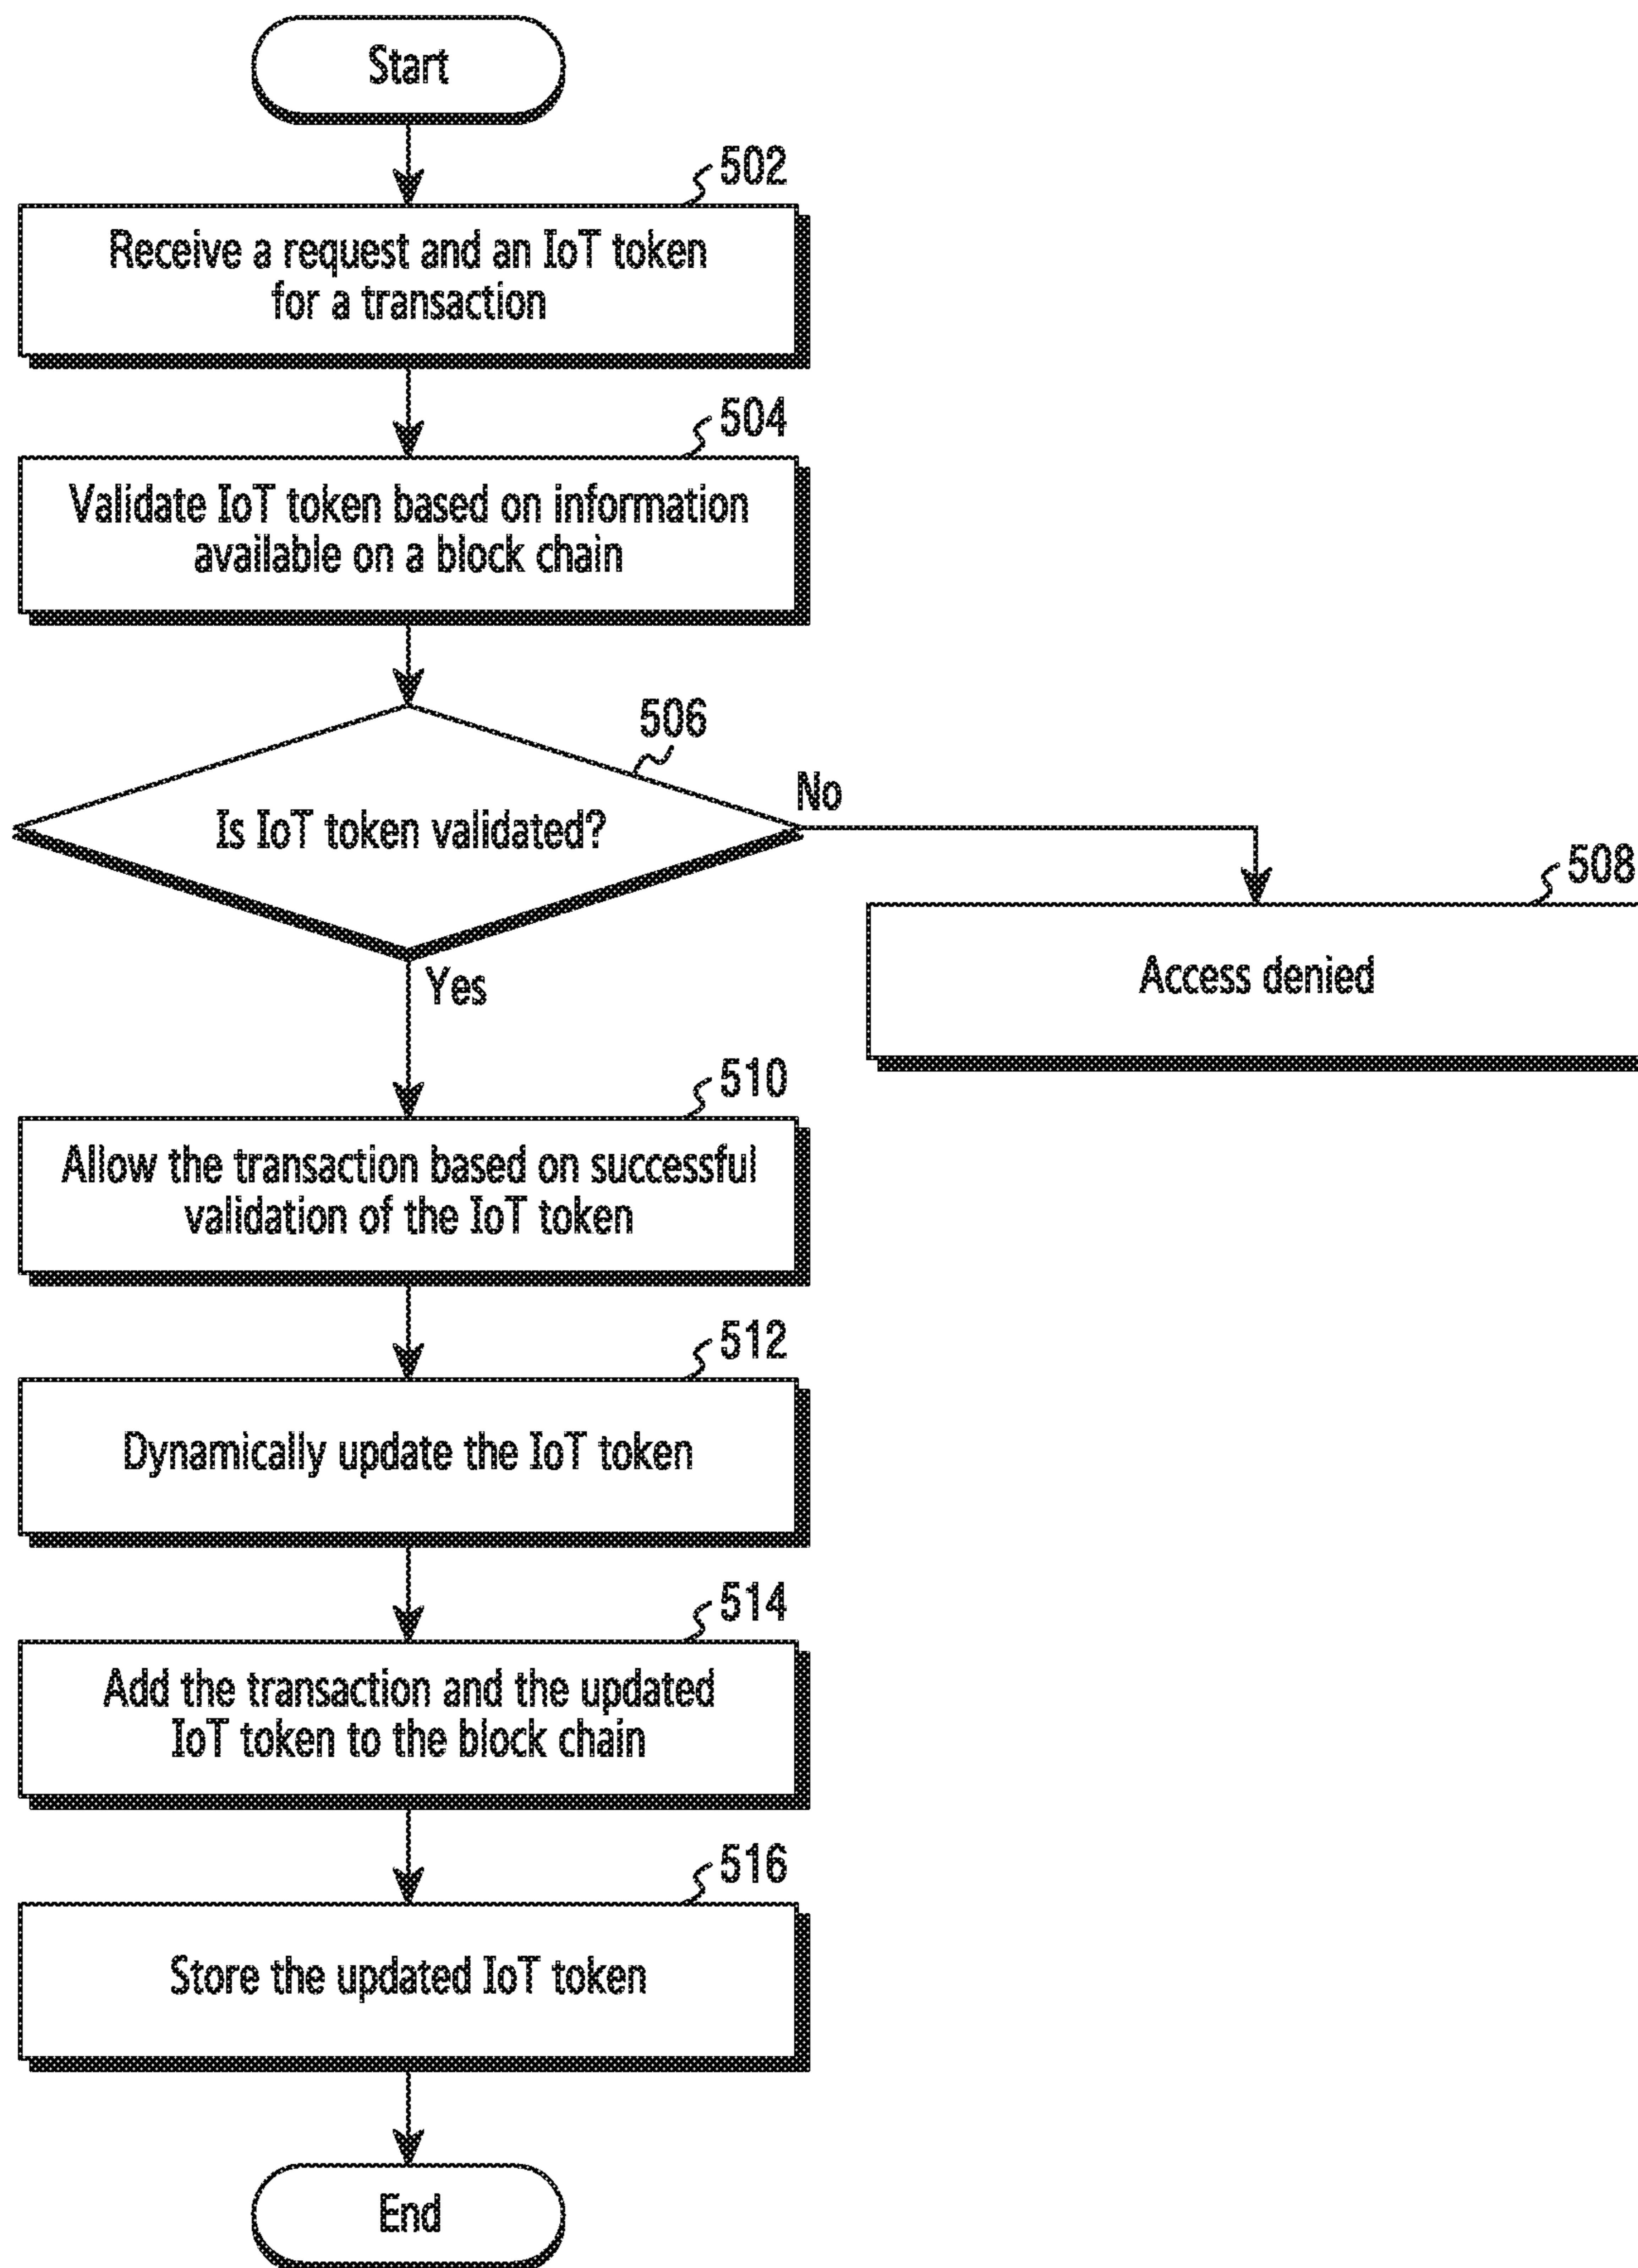 Start
502
Receive a request and an IoT token
for a transaction
504
Validate IoT token based on information
available on a block chain
506
Is IoT token validated?
No
508
Access denied
Yes
510
Allow the transaction based on successful
validation of the IoT token
512
Dynamically update the IoT token
514
Add the transaction and the updated
IoT token to the block chain
516
Store the updated IoT token
End